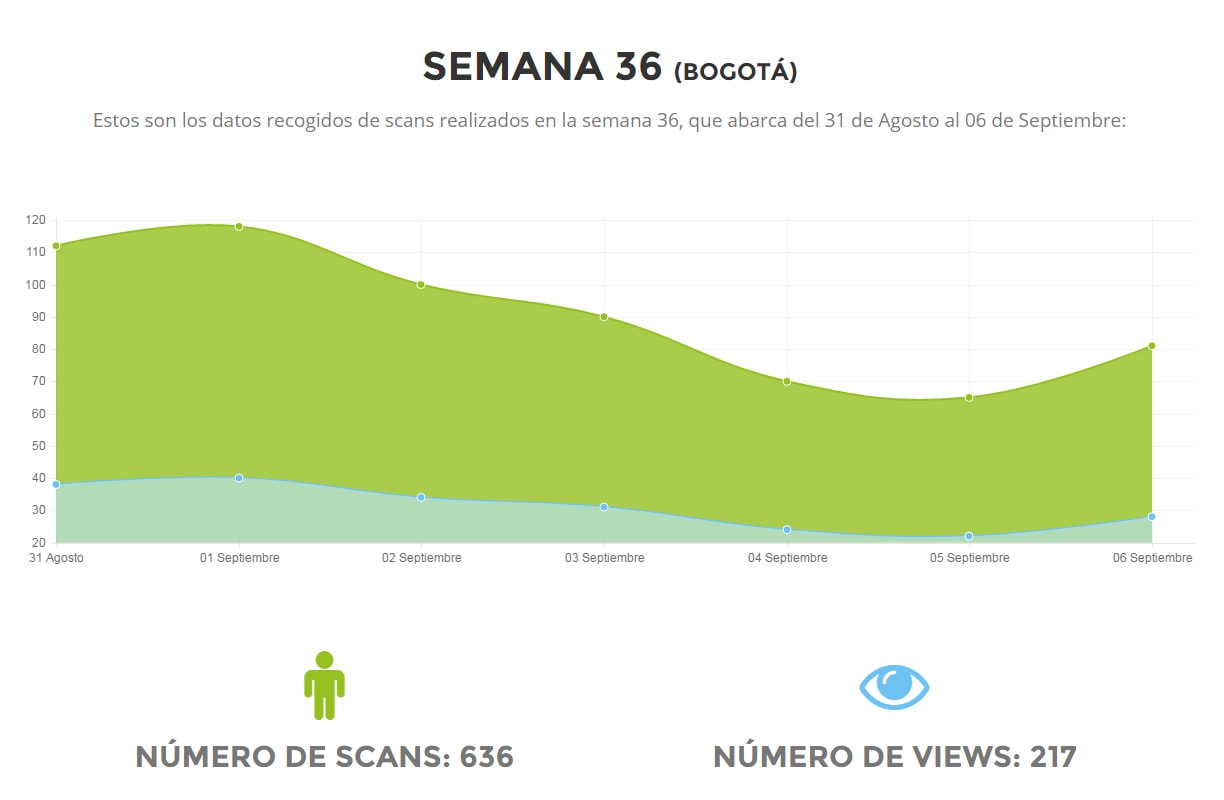 SEMANA 36 (BOGOTÁ)
Estos son los datos recogidos de scans realizados en la semana 36, que abarca del 31 de Agosto al 06 de Septiembre:
120
110
100
90
80
70
60
50
40
30
20
31 Agosto 01 Septiembre 02 Septiembre 03 Septiembre 04 Septiembre 05 Septiembre 06 Septiembre
NÚMERO DE SCANS: 636 NÚMERO DE VIEWS: 217